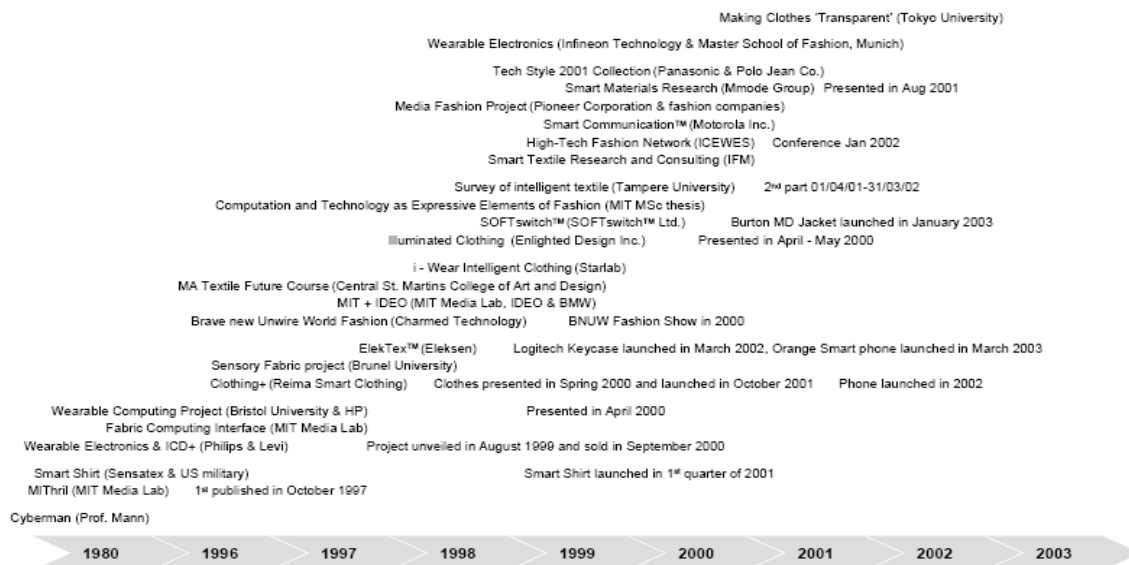 Making Clothes 'Transparent' (Tokyo University)
Wearable Electronics (Infineon Technology & Master School of Fashion, Munich)
Tech Style 2001 Collection (Panasonic & Polo Jean Co.)
Smart Materials Research (Mmode Group) Presented in Aug 2001
Media Fashion Project (Pioneer Corporation & fashion companies)
Smart Communication™ (Motorola Inc.)
High-Tech Fashion Network (ICEWES) Conference Jan 2002
Smart Textile Research and Consulting (IFM)
Survey of intelligent textile (Tampere University) 2nd part 01/04/01-31/03/02
Computation and Technology as Expressive Elements of Fashion (MIT MSc thesis)
SOFTswitch™ (SOFTswitch™ Ltd.) Burton MD Jacket launched in January 2003
Illuminated Clothing (Enlighted Design Inc.) Presented in April - May 2000
i - Wear Intelligent Clothing (Starlab)
MA Textile Future Course (Central St. Martins College of Art and Design)
MIT + IDEO (MIT Media Lab, IDEO & BMW)
Brave new Unwire World Fashion (Charmed Technology) BNUW Fashion Show in 2000
ElekTex™ (Eleksen) Logitech Keycase launched in March 2002, Orange Smart phone launched in March 2003
Sensory Fabric project (Brunel University)
Clothing+ (Reima Smart Clothing) Clothes presented in Spring 2000 and launched in October 2001 Phone launched in 2002
Wearable Computing Project (Bristol University & HP) Presented in April 2000
Fabric Computing Interface (MIT Media Lab)
Wearable Electronics & ICD+ (Philips & Levi) Project unveiled in August 1999 and sold in September 2000
Smart Shirt (Sensatex & US military) Smart Shirt launched in 1st quarter of 2001
MIThril (MIT Media Lab) 1st published in October 1997
Cyberman (Prof. Mann)
1980 1996 1997 1998 1999 2000 2001 2002 2003